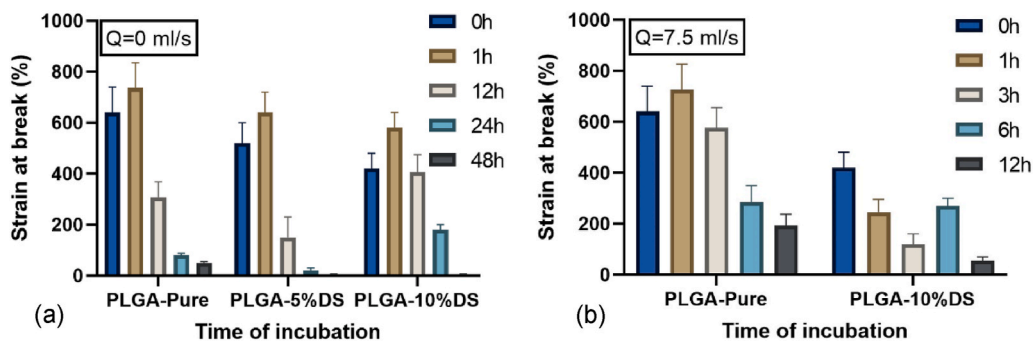 1000
800
600
400
200
0
Strain at break (%)
Q=0 ml/s
0h
1h
12h
24h
48h
PLGA-Pure PLGA-5%DS PLGA-10%DS
(a) Time of incubation
1000
800
600
400
200
0
Strain at break (%)
Q=7.5 ml/s
0h
1h
3h
6h
12h
PLGA-Pure PLGA-10%DS
(b) Time of incubation